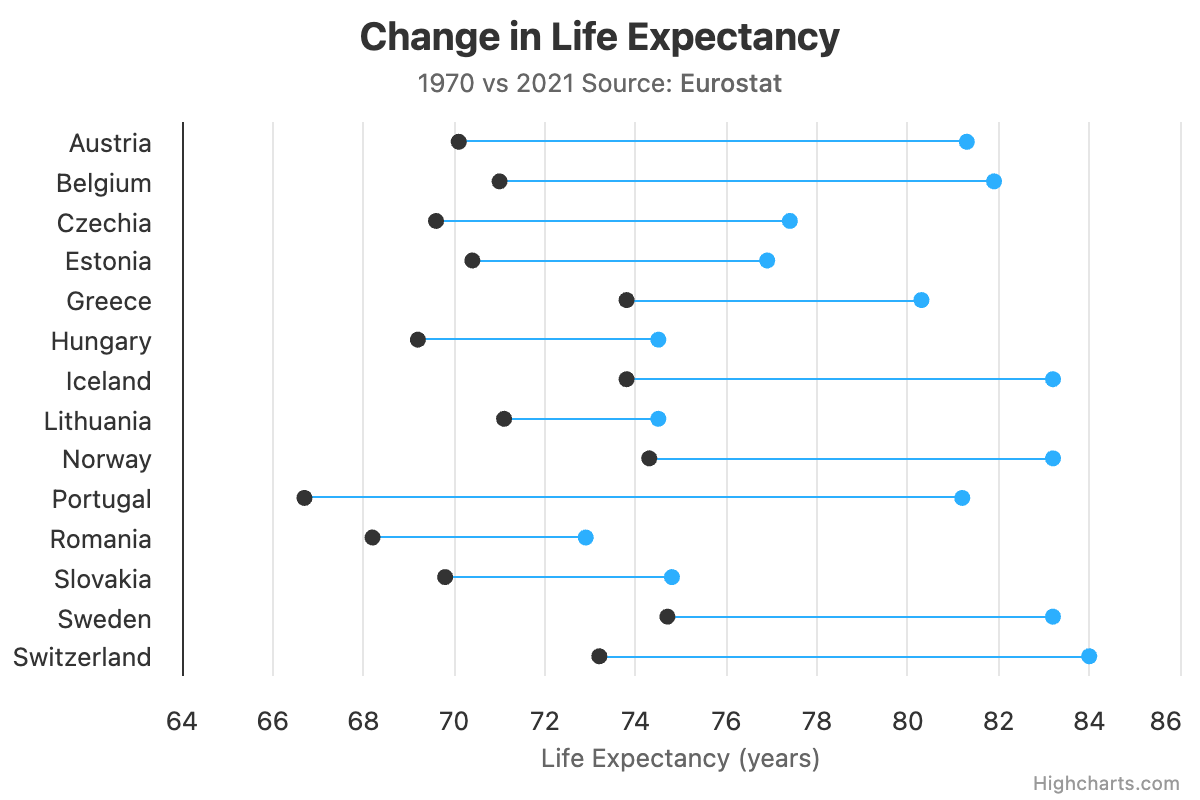 Change in Life Expectancy
1970 vs 2021 Source: Eurostat
Austria
Belgium
Czechia
Estonia
Greece
Hungary
Iceland
Lithuania
Norway
Portugal
Romania
Slovakia
Sweden
Switzerland
64 66 68 70 72 74 76 78 80 82 84 86
Life Expectancy (years)
Highcharts.com